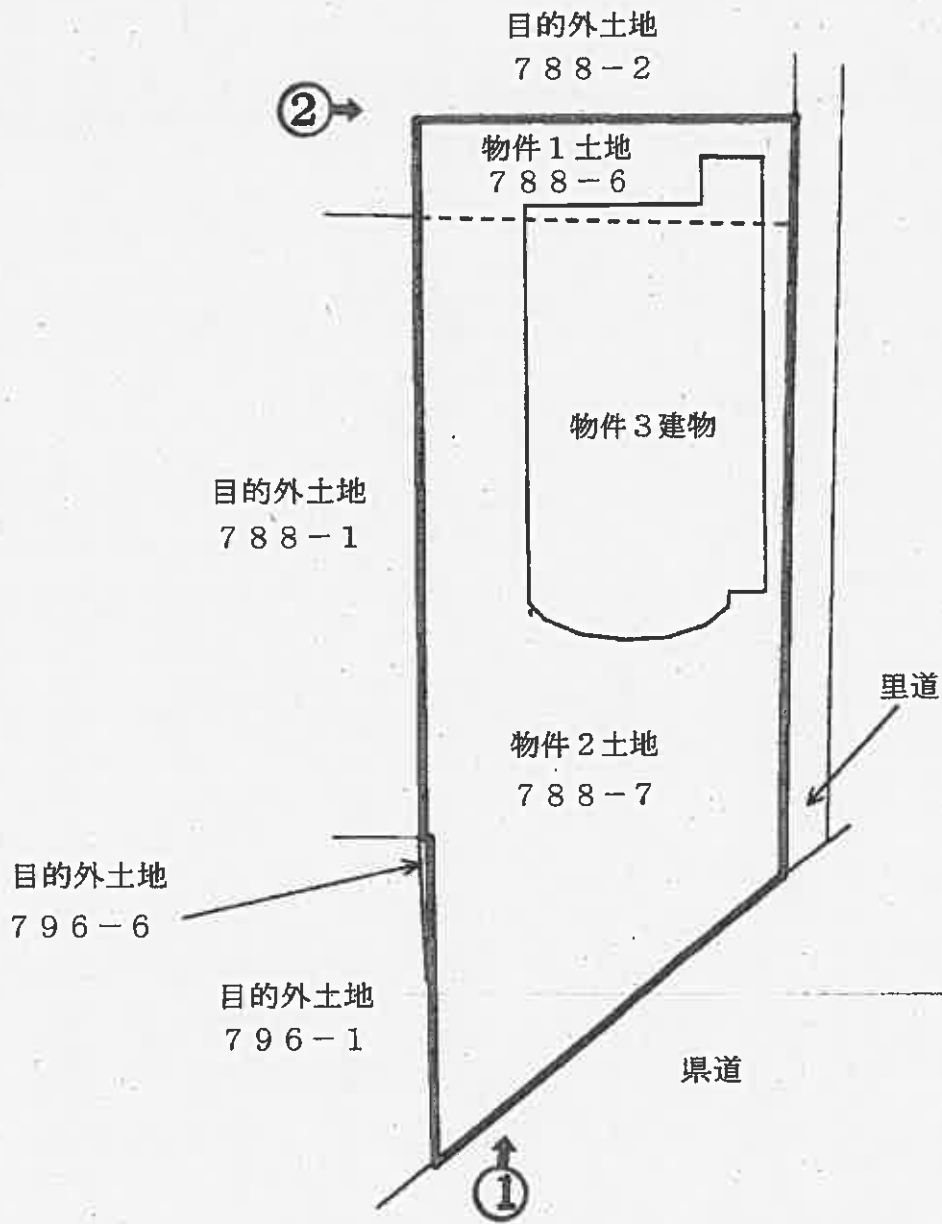 目的外土地
788-2
②
物件1土地
788-6
物件3建物
目的外土地
788-1
里道
物件2土地
788-7
目的外土地
796-6
目的外土地
796-1
県道
①